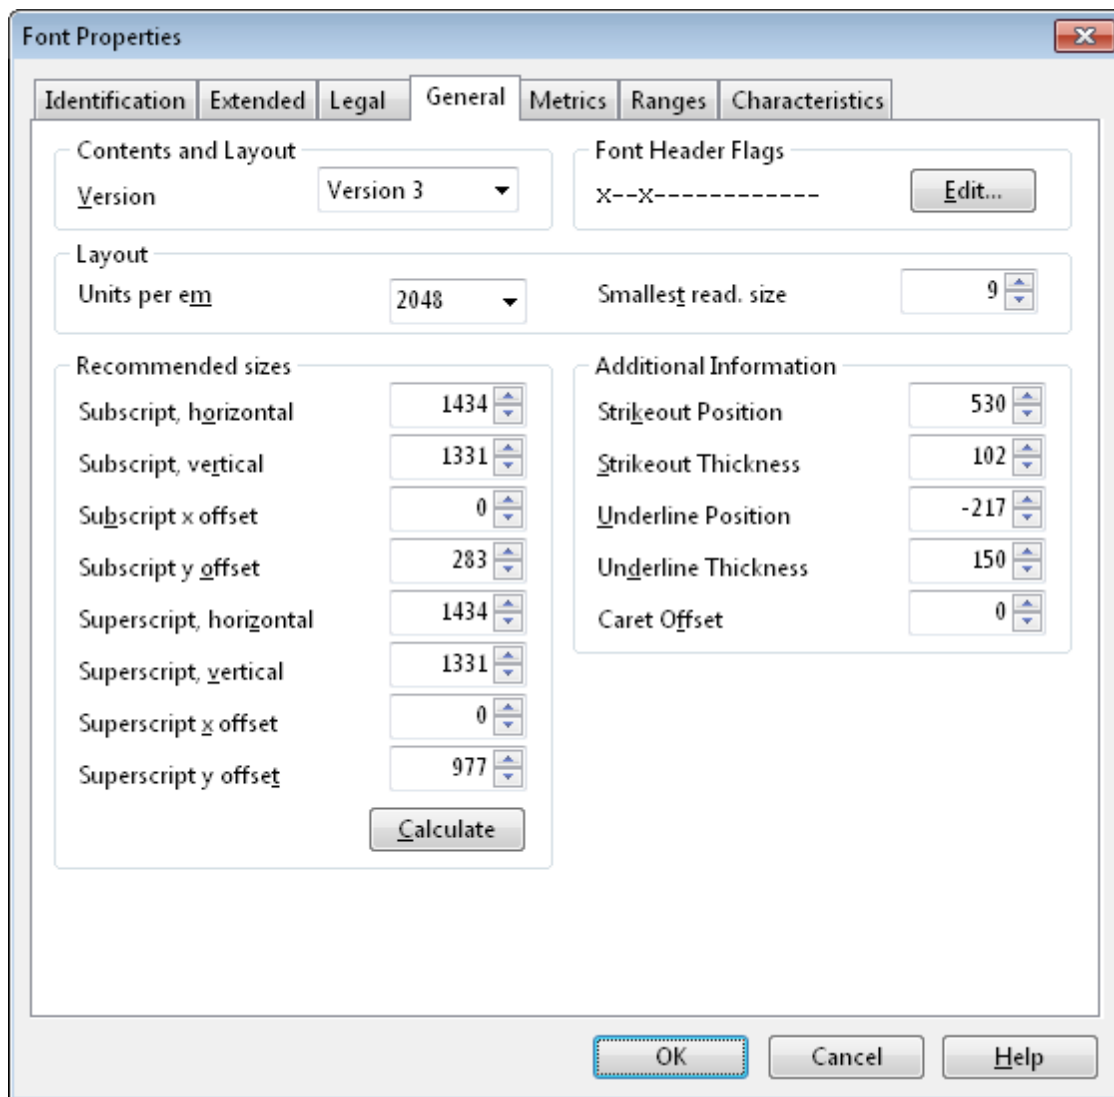 Font Properties
Identification Extended Legal General Metrics Ranges Characteristics
Contents and Layout
Version Version 3
Font Header Flags
x--x------------ Edit...
Layout
Units per em 2048 Smallest read. size 9
Recommended sizes
Subscript, horizontal 1434
Subscript, vertical 1331
Subscript x offset 0
Subscript y offset 283
Superscript, horizontal 1434
Superscript, vertical 1331
Superscript x offset 0
Superscript y offset 977
Calculate
Additional Information
Strikeout Position 530
Strikeout Thickness 102
Underline Position -217
Underline Thickness 150
Caret Offset 0
OK Cancel Help